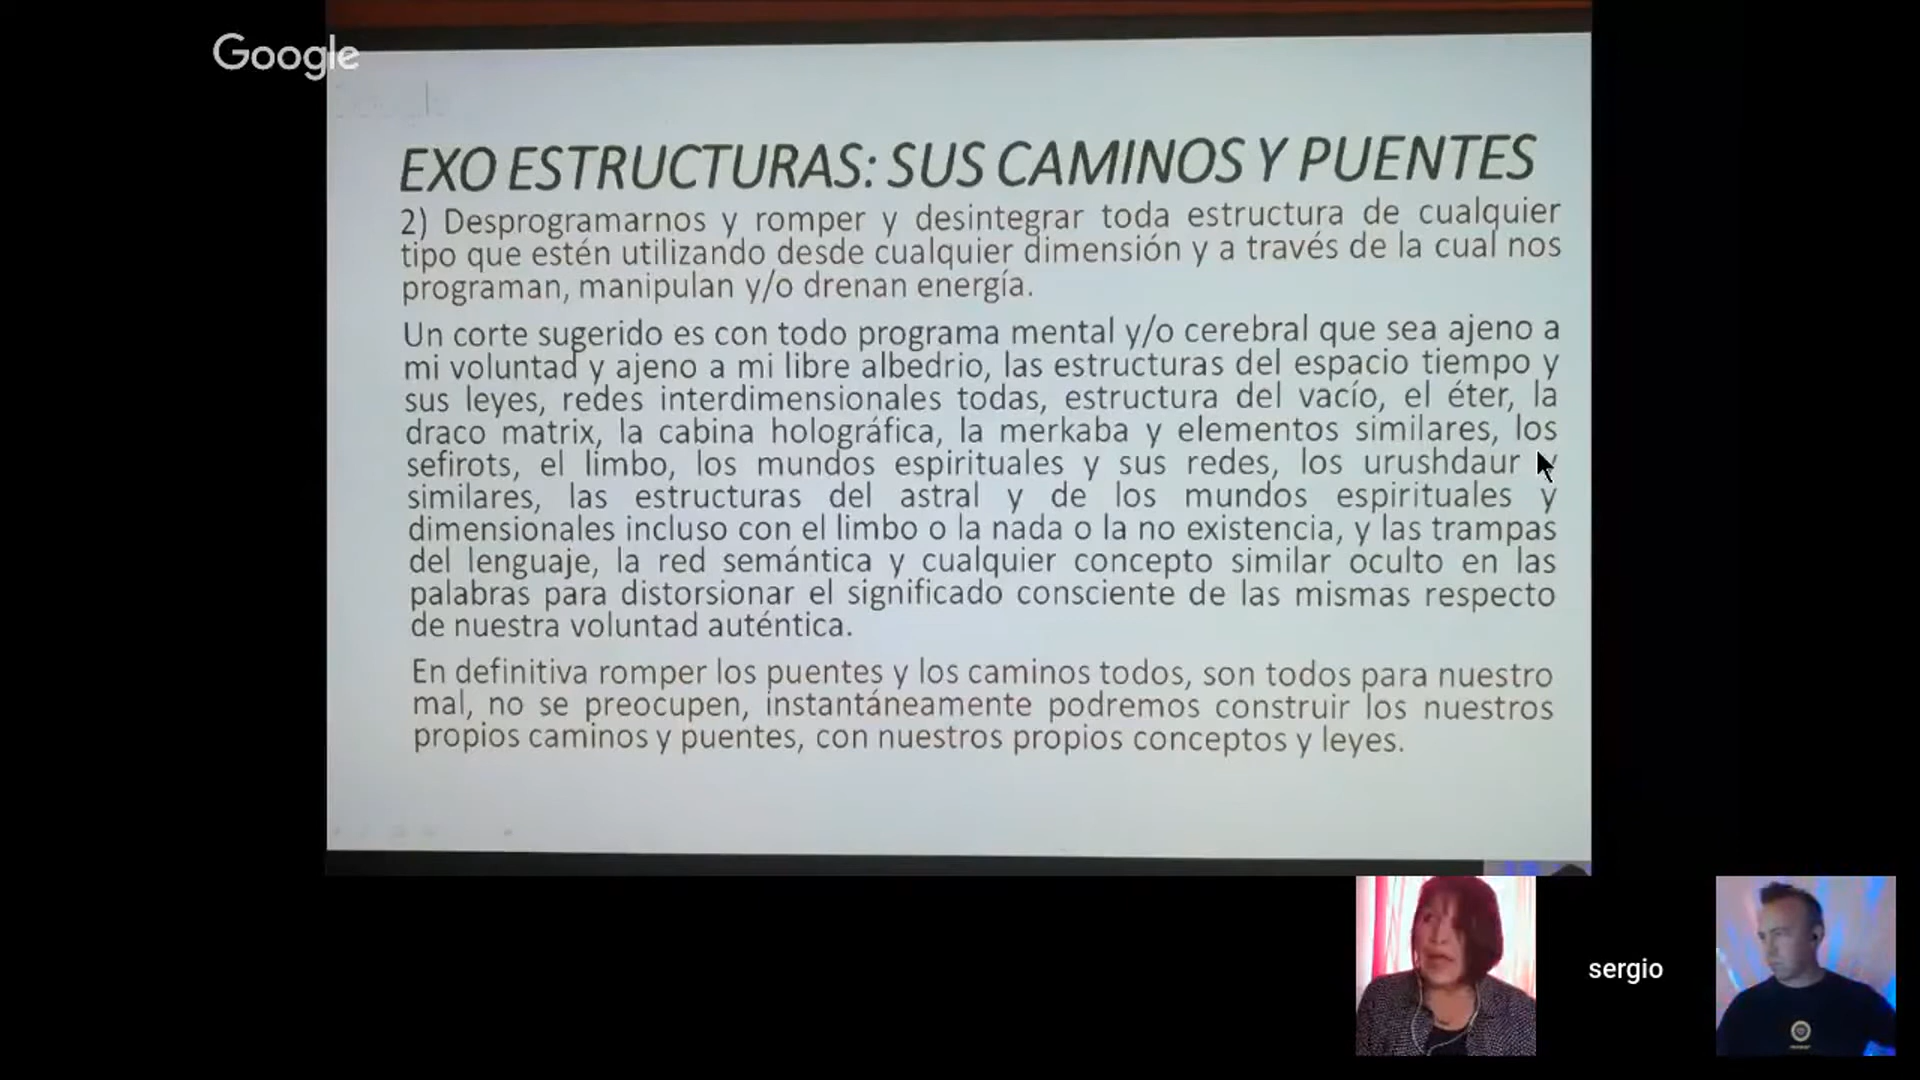 Google
EXO ESTRUCTURAS: SUS CAMINOS Y PUENTES
2) Desprogramarnos y romper y desintegrar toda estructura de cualquier
tipo que estén utilizando desde cualquier dimensión y a través de la cual nos
programan, manipulan y/o drenan energía.
Un corte sugerido es con todo programa mental y/o cerebral que sea ajeno a
mi voluntad y ajeno a mi libre albedrio, las estructuras del espacio tiempo y
sus leyes, redes interdimensionales todas, estructura del vacío, el éter, la
draco matrix, la cabina holográfica, la merkaba y elementos similares, los
sefirots, el limbo, los mundos espirituales y sus redes, los urushdaur y
similares, las estructuras del astral y de los mundos espirituales y
dimensionales incluso con el limbo o la nada o la no existencia, y las trampas
del lenguaje, la red semántica y cualquier concepto similar oculto en las
palabras para distorsionar el significado consciente de las mismas respecto
de nuestra voluntad auténtica.
En definitiva romper los puentes y los caminos todos, son todos para nuestro
mal, no se preocupen, instantáneamente podremos construir los nuestros
propios caminos y puentes, con nuestros propios conceptos y leyes.
sergio